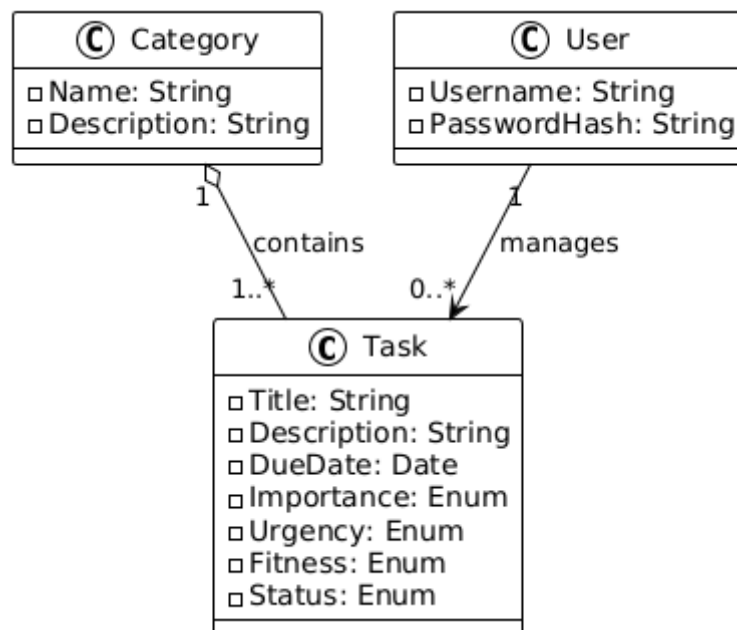 C Category
Name: String
Description: String
C User
Username: String
PasswordHash: String
1
contains
1..*
1
manages
0..*
C Task
Title: String
Description: String
DueDate: Date
Importance: Enum
Urgency: Enum
Fitness: Enum
Status: Enum